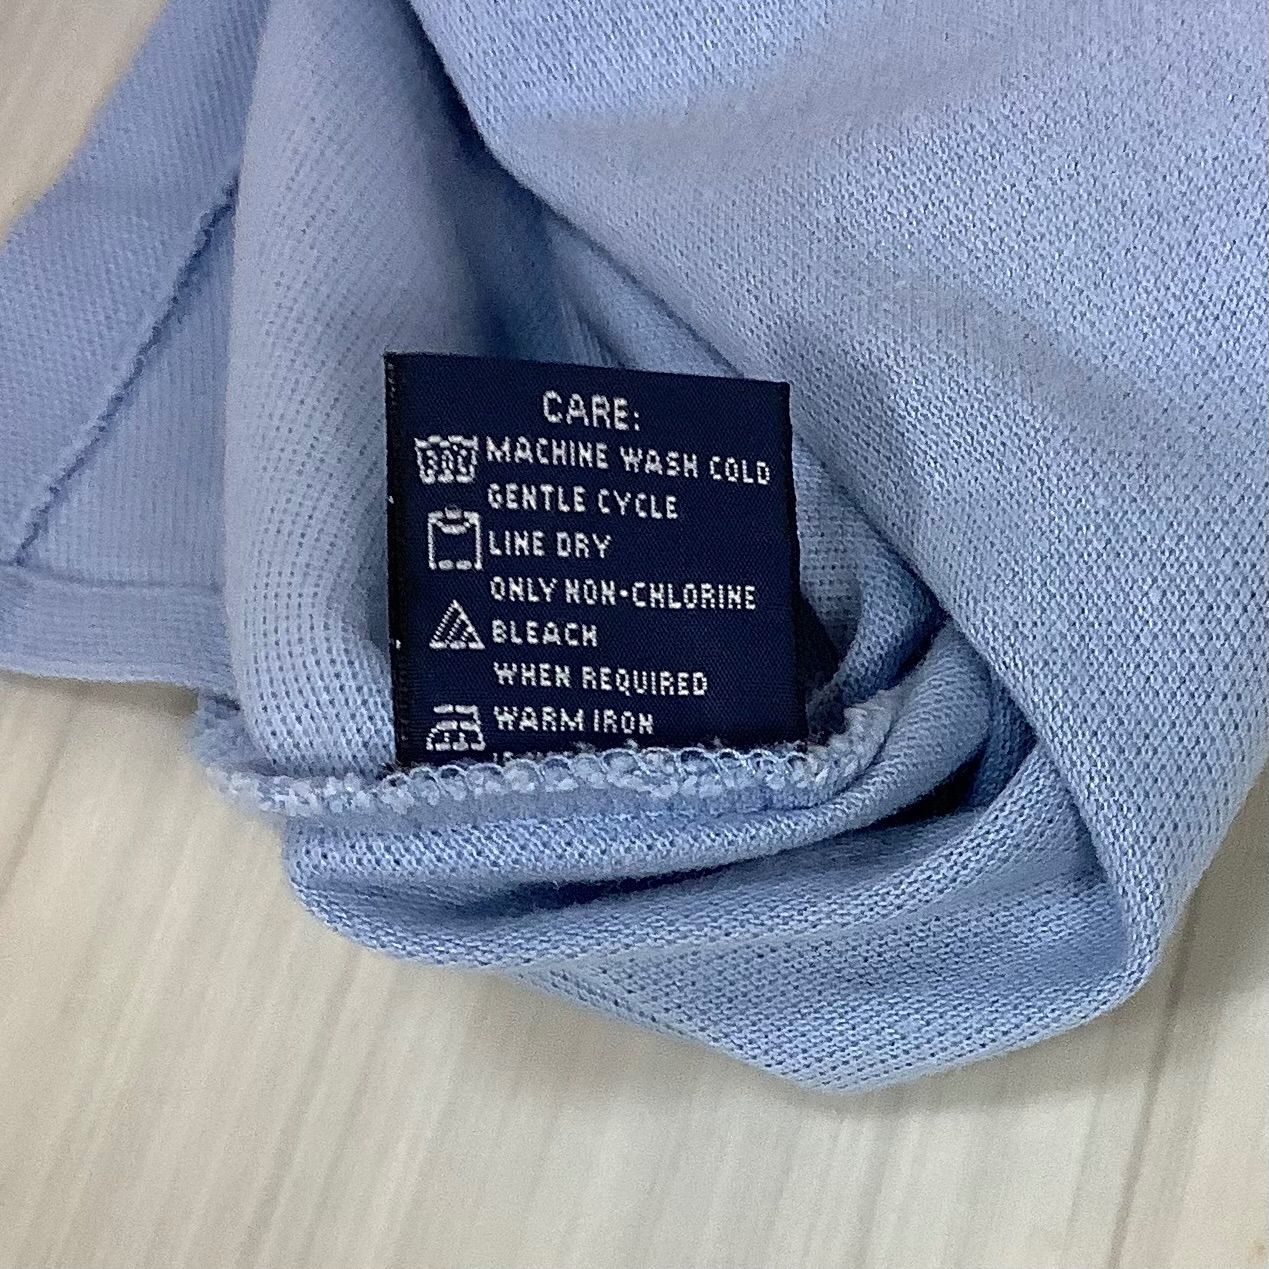 CARE:
MACHINE WASH COLD
GENTLE CYCLE
LINE DRY
ONLY NON-CHLORINE
BLEACH
WHEN REQUIRED
WARM IRON